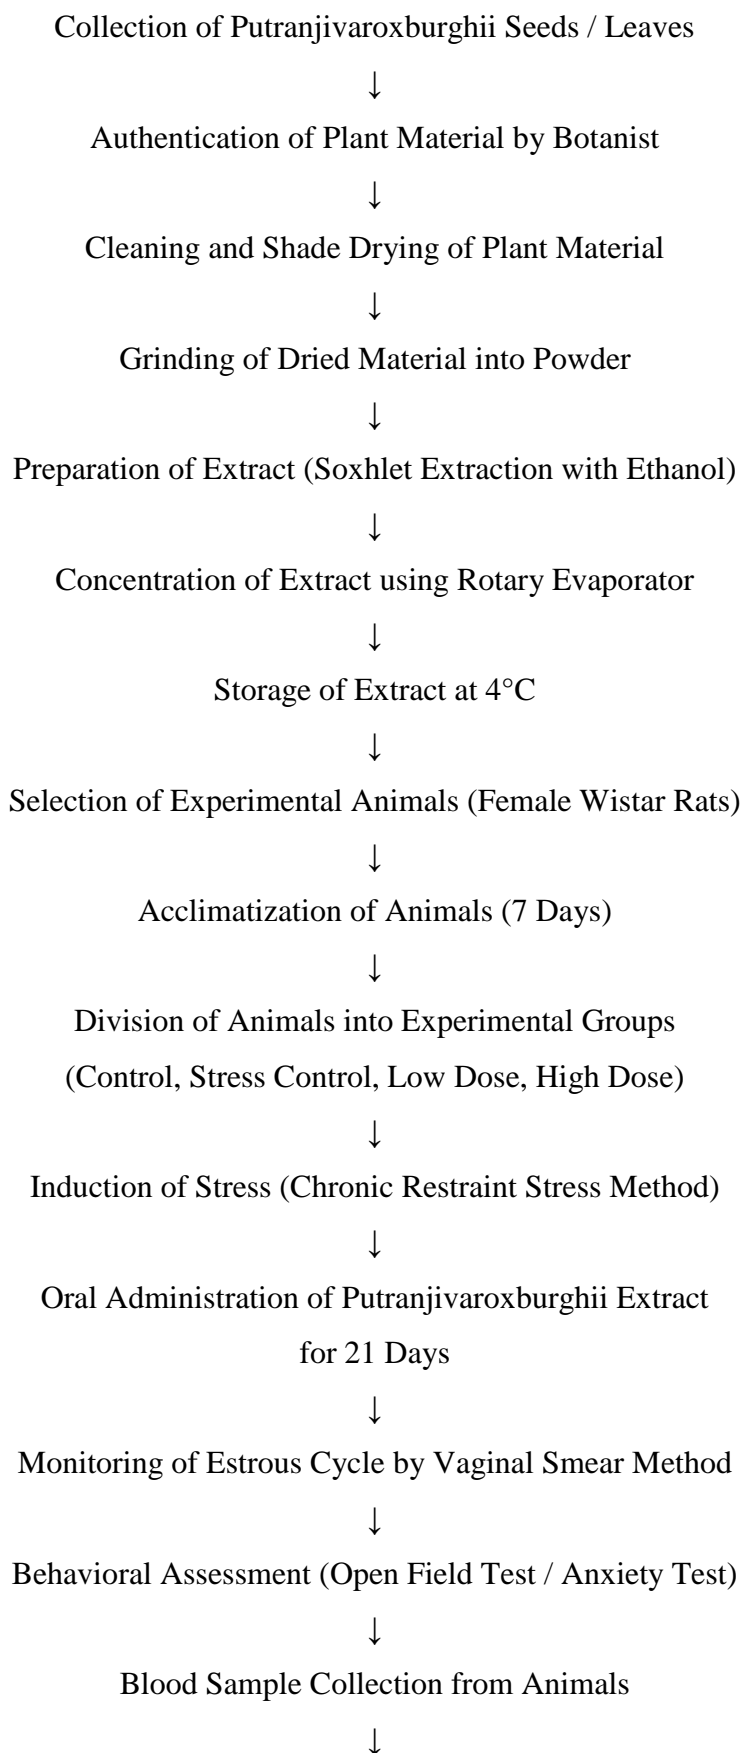 Collection of Putranjivaroxburghii Seeds / Leaves
↓
Authentication of Plant Material by Botanist
↓
Cleaning and Shade Drying of Plant Material
↓
Grinding of Dried Material into Powder
↓
Preparation of Extract (Soxhlet Extraction with Ethanol)
↓
Concentration of Extract using Rotary Evaporator
↓
Storage of Extract at 4°C
↓
Selection of Experimental Animals (Female Wistar Rats)
↓
Acclimatization of Animals (7 Days)
↓
Division of Animals into Experimental Groups
(Control, Stress Control, Low Dose, High Dose)
↓
Induction of Stress (Chronic Restraint Stress Method)
↓
Oral Administration of Putranjivaroxburghii Extract
for 21 Days
↓
Monitoring of Estrous Cycle by Vaginal Smear Method
↓
Behavioral Assessment (Open Field Test / Anxiety Test)
↓
Blood Sample Collection from Animals
↓